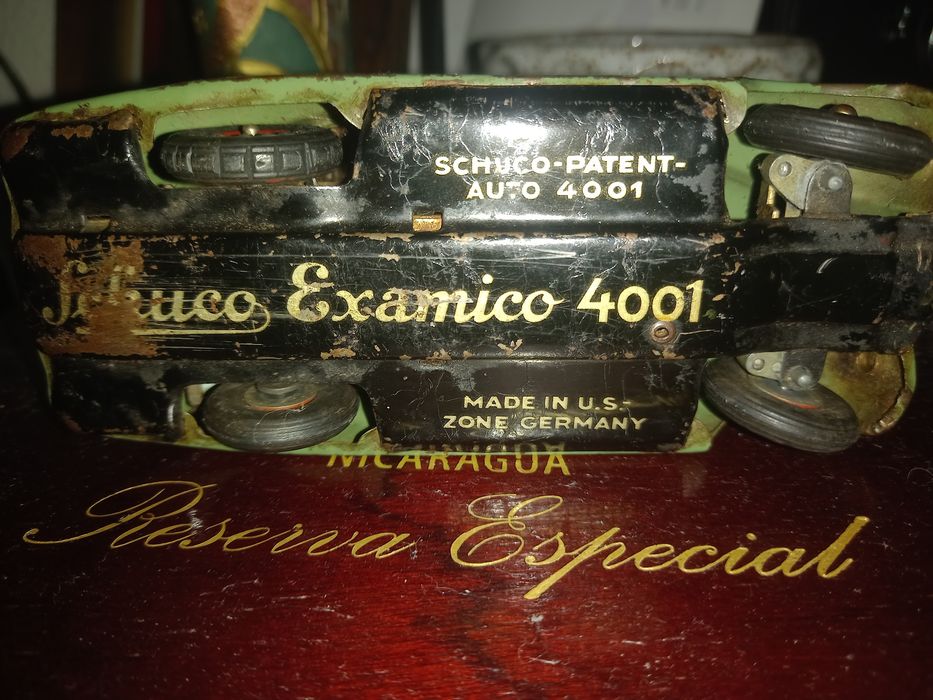 SCHUCO-PATENT-
AUTO 4001
Schuco Examico 4001
MADE IN U.S.-
ZONE GERMANY
NICARAGUA
Reserva Especial